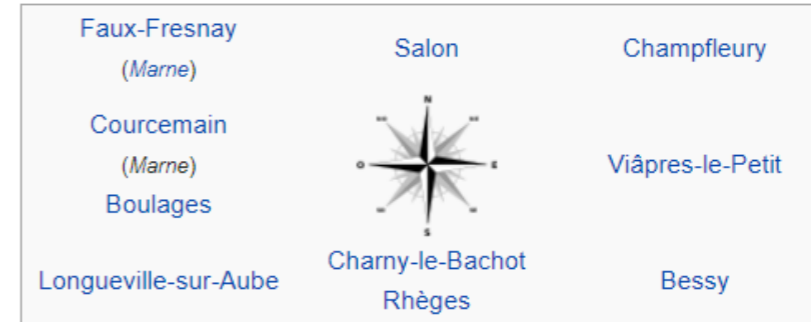 Faux-Fresnay
(Marne)
Salon
Champfleury
Courcemain
(Marne)
Boulages
N
O
E
S
Viâpres-le-Petit
Longueville-sur-Aube
Charny-le-Bachot
Rhèges
Bessy